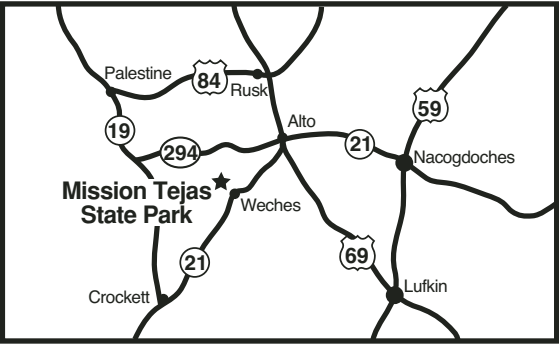 Palestine
84
Rusk
59
19
Alto
294
21
Nacogdoches
Mission Tejas
State Park
Weches
69
21
Crockett
Lufkin